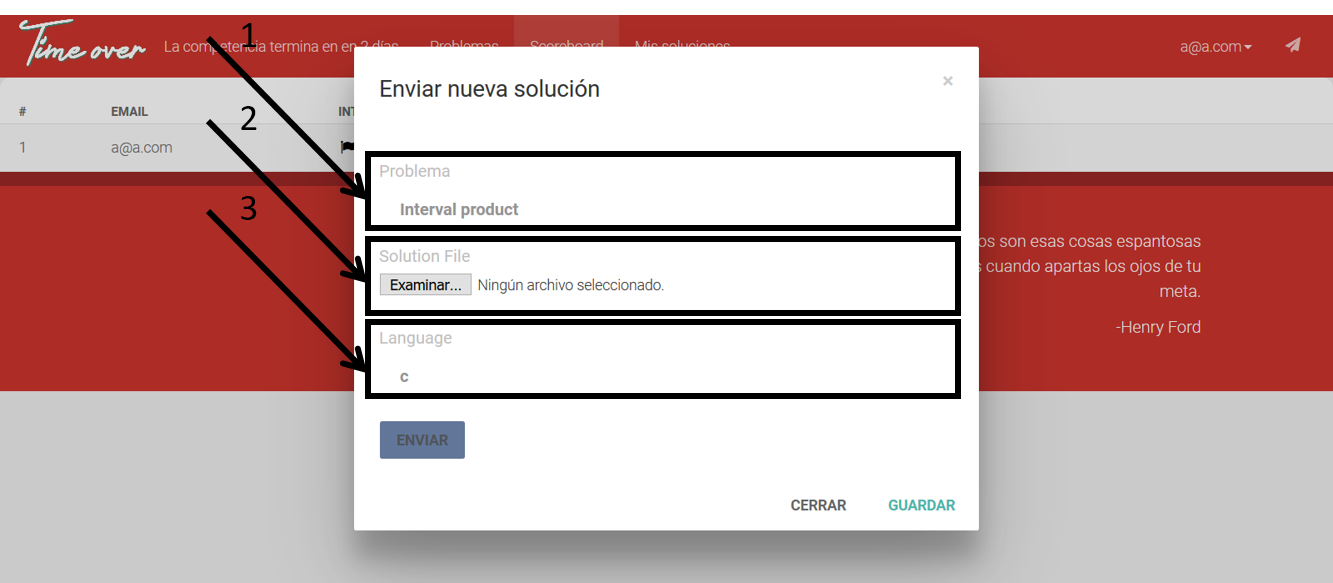 1
Time over La competencia termina en en 2 días Problemas Scoreboard Mis soluciones a@a.com
Enviar nueva solución ×
# EMAIL INT
2
1 a@a.com
Problema
Interval product
3
Solution File
Examinar... Ningún archivo seleccionado.
os son esas cosas espantosas
cuando apartas los ojos de tu
meta.
-Henry Ford
Language
c
ENVIAR
CERRAR GUARDAR